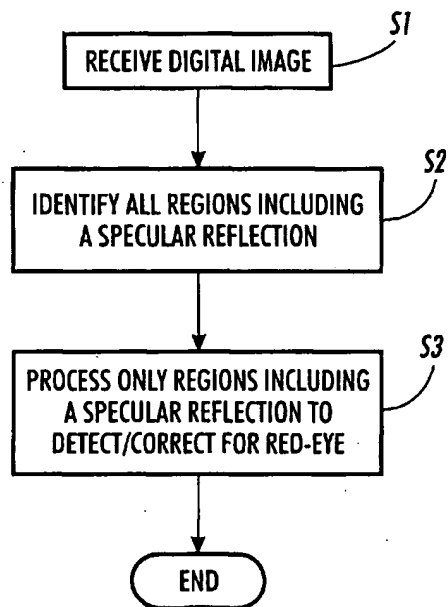 S1
RECEIVE DIGITAL IMAGE
S2
IDENTIFY ALL REGIONS INCLUDING
A SPECULAR REFLECTION
S3
PROCESS ONLY REGIONS INCLUDING
A SPECULAR REFLECTION TO
DETECT/CORRECT FOR RED-EYE
END